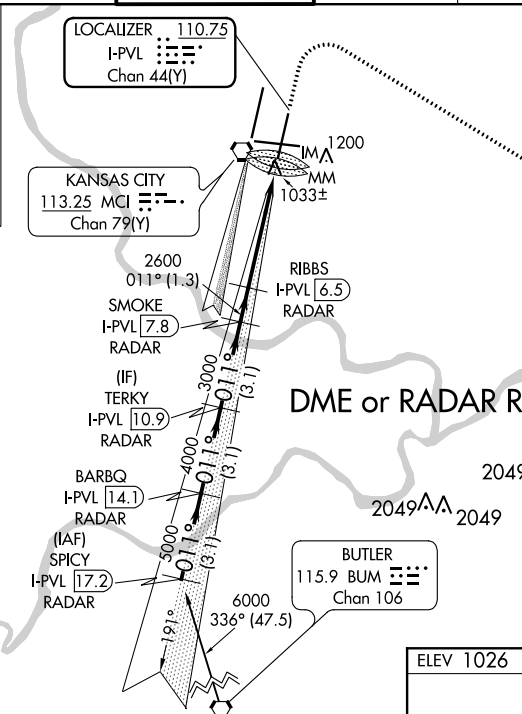 LOCALIZER 110.75
I-PVL
Chan 44(Y)
IM
1200
MM
1033±
KANSAS CITY
113.25 MCI
Chan 79(Y)
2600
011° (1.3)
RIBBS
I-PVL 6.5
RADAR
SMOKE
I-PVL 7.8
RADAR
3000
011°
(3.1)
(IF)
TERKY
I-PVL 10.9
RADAR
DME or RADAR R
4000
011°
(3.1)
BARBQ
I-PVL 14.1
RADAR
2049
2049
2049
5000
011°
(3.1)
(IAF)
SPICY
I-PVL 17.2
RADAR
BUTLER
115.9 BUM
Chan 106
6000
336° (47.5)
191°
ELEV 1026